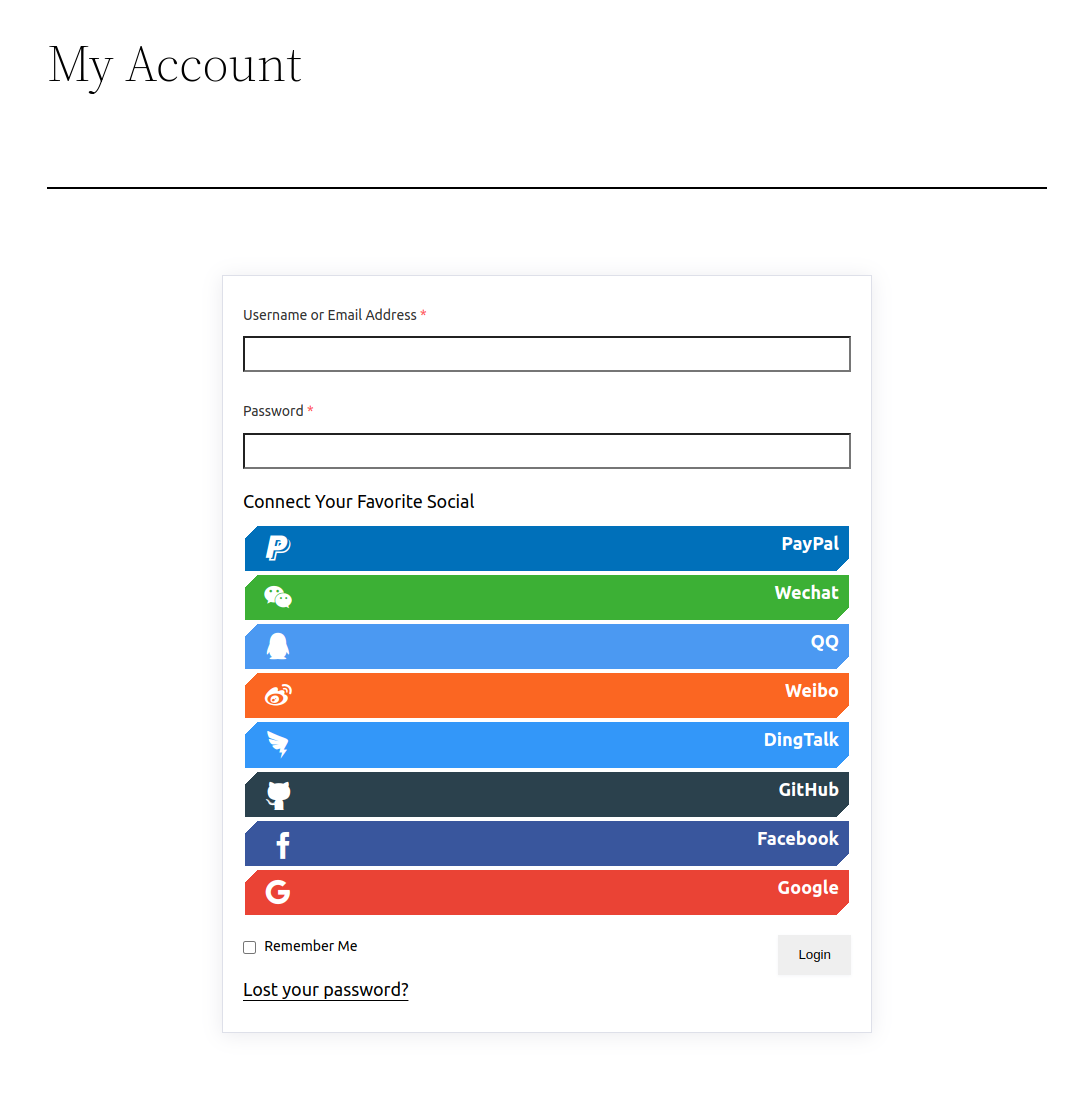 My Account
Username or Email Address *
Password *
Connect Your Favorite Social
PayPal
Wechat
QQ
Weibo
DingTalk
GitHub
Facebook
Google
Remember Me
Login
Lost your password?